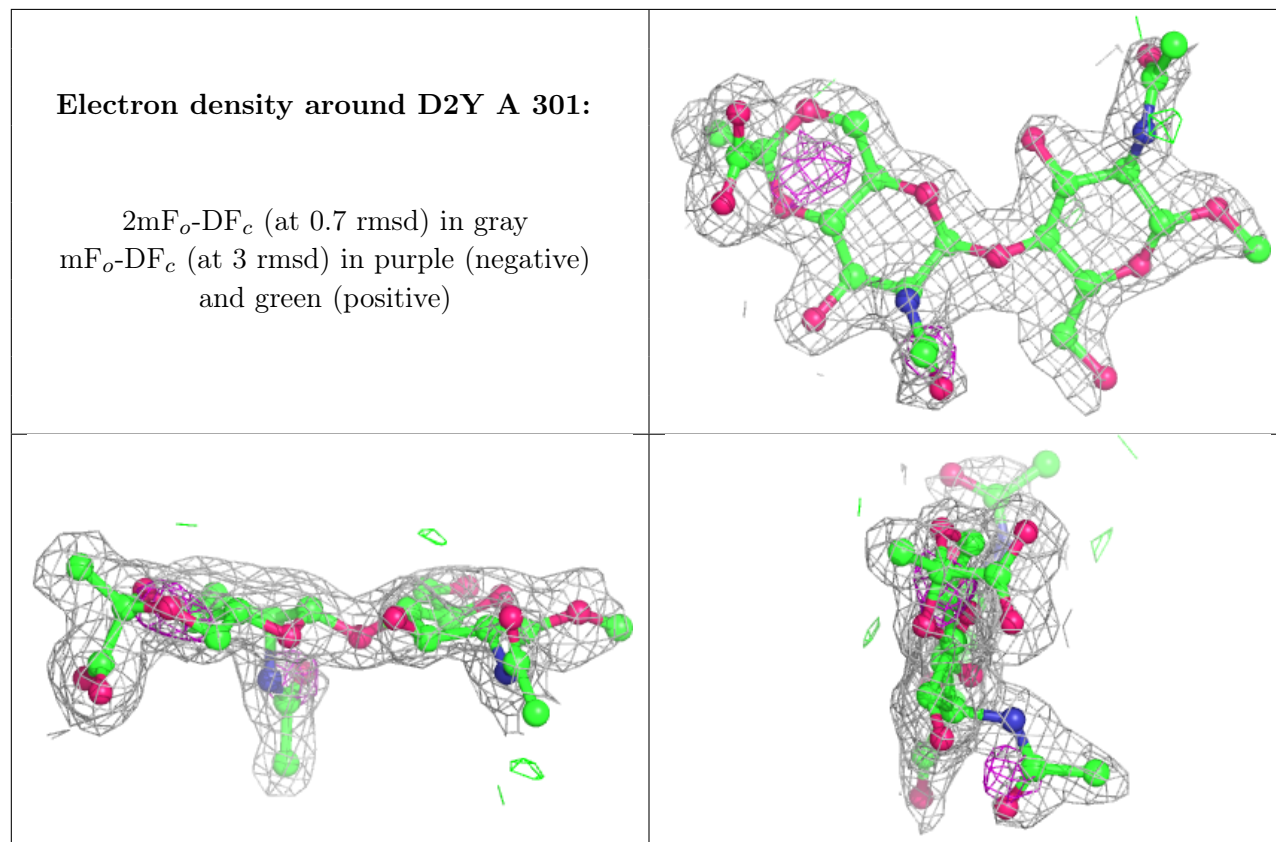 Electron density around D2Y A 301:
2mFo-DFc (at 0.7 rmsd) in gray
mFo-DFc (at 3 rmsd) in purple (negative)
and green (positive)